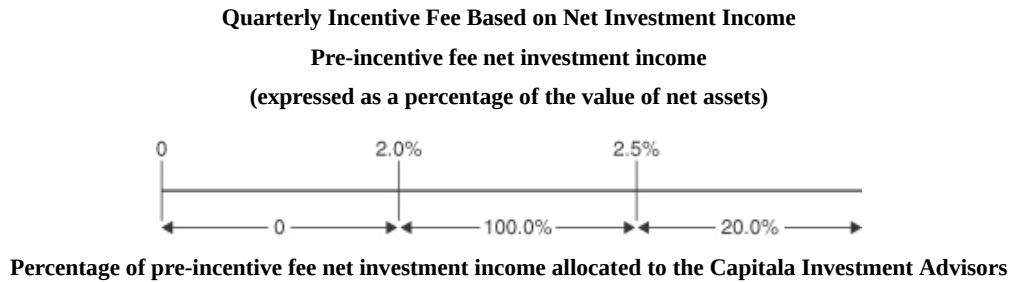 Quarterly Incentive Fee Based on Net Investment Income
Pre-incentive fee net investment income
(expressed as a percentage of the value of net assets)
0 2.0% 2.5%
0 100.0% 20.0%
Percentage of pre-incentive fee net investment income allocated to the Capitala Investment Advisors